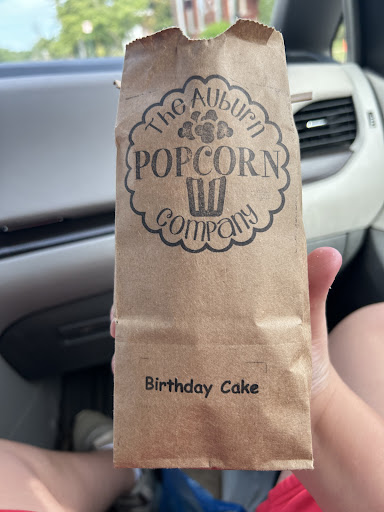 The Auburn
POPCORN
Company
Birthday Cake